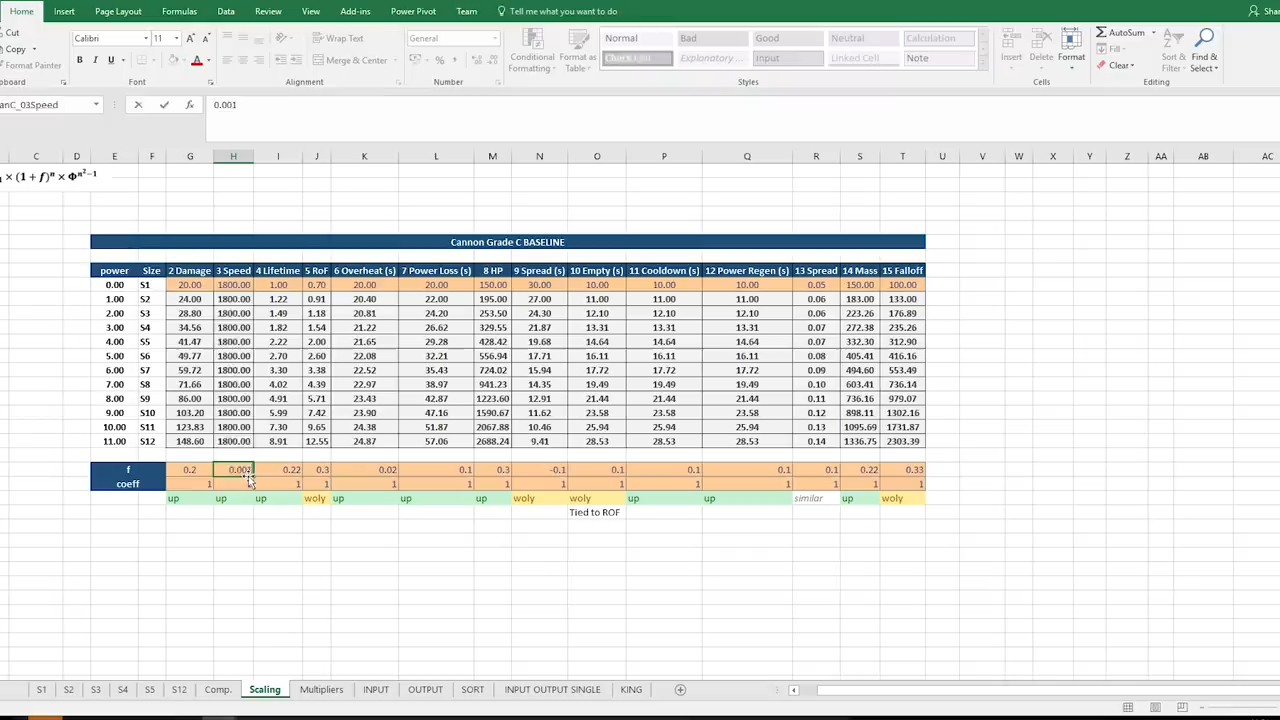 Home Insert Page Layout Formulas Data Review View Add-ins Power Pivot Team Tell me what you want to do
Cut
Copy
Format Painter
Calibri 11
B I U
Wrap Text
Merge & Center
General
%
Conditional Formatting
Format as Table
Normal Bad Good Neutral Calculation
Check Cell Explanatory ... Input Linked Cell Note
Insert Delete Format
AutoSum
Fill
Clear
Sort & Filter
Find & Select
Font Alignment Number Styles Cells Editing
anC_03Speed fx 0.001
C D E F G H I J K L M N O P Q R S T U V W X Y Z AA AB AC
× (1 + f)ⁿ × Φⁿ²⁻¹
Cannon Grade C BASELINE
power Size 2 Damage 3 Speed 4 Lifetime 5 RoF 6 Overheat (s) 7 Power Loss (s) 8 HP 9 Spread (s) 10 Empty (s) 11 Cooldown (s) 12 Power Regen (s) 13 Spread 14 Mass 15 Falloff
0.00 S1 20.00 1800.00 1.00 0.70 20.00 20.00 150.00 30.00 10.00 10.00 10.00 0.05 150.00 100.00
1.00 S2 24.00 1800.00 1.22 0.91 20.40 22.00 195.00 27.00 11.00 11.00 11.00 0.06 183.00 133.00
2.00 S3 28.80 1800.00 1.49 1.18 20.81 24.20 253.50 24.30 12.10 12.10 12.10 0.06 223.26 176.89
3.00 S4 34.56 1800.00 1.82 1.54 21.22 26.62 329.55 21.87 13.31 13.31 13.31 0.07 272.38 235.26
4.00 S5 41.47 1800.00 2.22 2.00 21.65 29.28 428.42 19.68 14.64 14.64 14.64 0.07 332.30 312.90
5.00 S6 49.77 1800.00 2.70 2.60 22.08 32.21 556.94 17.71 16.11 16.11 16.11 0.08 405.41 416.16
6.00 S7 59.72 1800.00 3.30 3.38 22.52 35.43 724.02 15.94 17.72 17.72 17.72 0.09 494.60 553.49
7.00 S8 71.66 1800.00 4.02 4.39 22.97 38.97 941.23 14.35 19.49 19.49 19.49 0.10 603.41 736.14
8.00 S9 86.00 1800.00 4.91 5.71 23.43 42.87 1223.60 12.91 21.44 21.44 21.44 0.11 736.16 979.07
9.00 S10 103.20 1800.00 5.99 7.42 23.90 47.16 1590.67 11.62 23.58 23.58 23.58 0.12 898.11 1302.16
10.00 S11 123.83 1800.00 7.30 9.65 24.38 51.87 2067.88 10.46 25.94 25.94 25.94 0.13 1095.69 1731.87
11.00 S12 148.60 1800.00 8.91 12.55 24.87 57.06 2688.24 9.41 28.53 28.53 28.53 0.14 1336.75 2303.39
f 0.2 0.001 0.22 0.3 0.02 0.1 0.3 -0.1 0.1 0.1 0.1 0.1 0.22 0.33
coeff 1 1 1 1 1 1 1 1 1 1 1 1 1 1
up up up woly up up up woly woly up up similar up woly
Tied to ROF
S1 S2 S3 S4 S5 S12 Comp. Scaling Multipliers INPUT OUTPUT SORT INPUT OUTPUT SINGLE KING